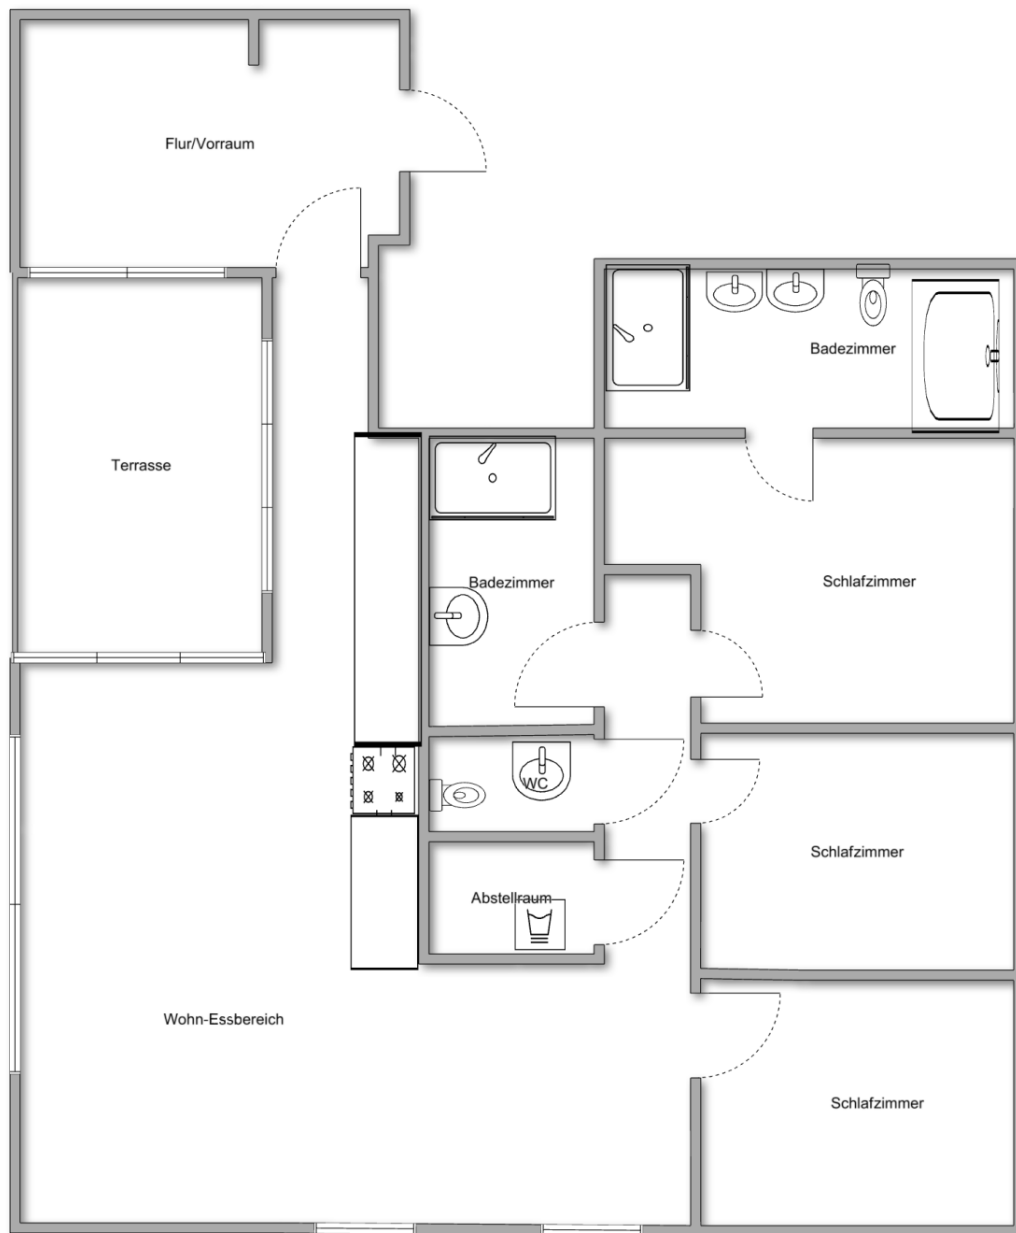 Flur/Vorraum
Badezimmer
Terrasse
Badezimmer
Schlafzimmer
WC
Schlafzimmer
Abstellraum
Wohn-Essbereich
Schlafzimmer